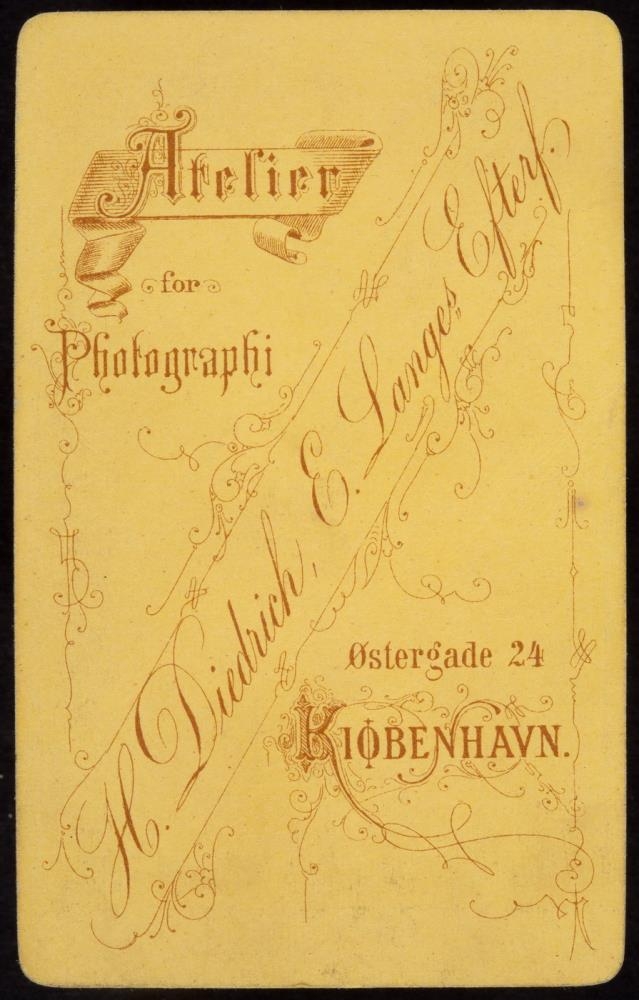 Atelier
for
Photographi
H. Diedrich, E. Langes Efterf.
Østergade 24
KIØBENHAVN.